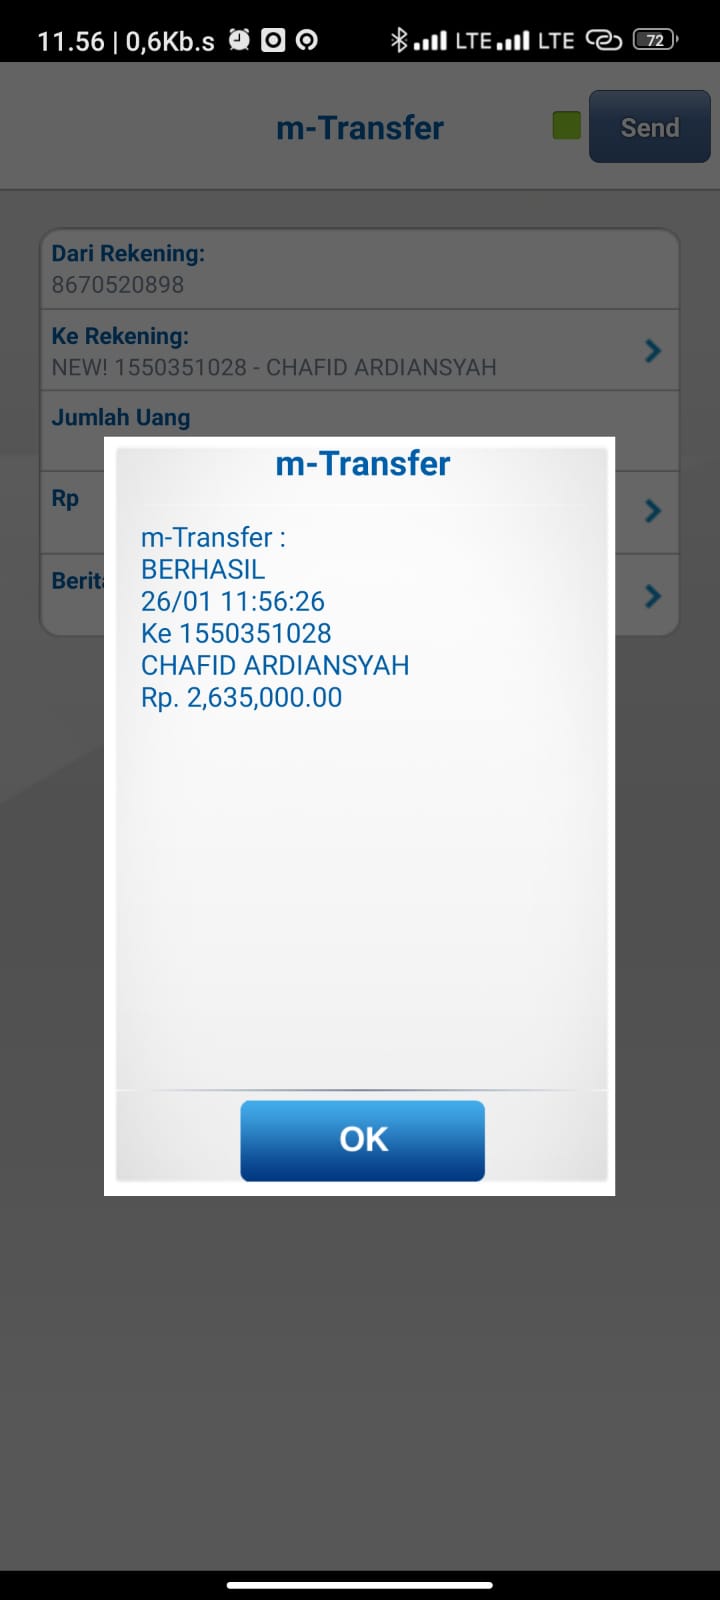 11.56 | 0,6Kb.s LTE LTE 72
m-Transfer
Send
Dari Rekening:
8670520898
Ke Rekening:
NEW! 1550351028 - CHAFID ARDIANSYAH
Jumlah Uang
Rp
m-Transfer
m-Transfer :
BERHASIL
26/01 11:56:26
Ke 1550351028
CHAFID ARDIANSYAH
Rp. 2,635,000.00
OK